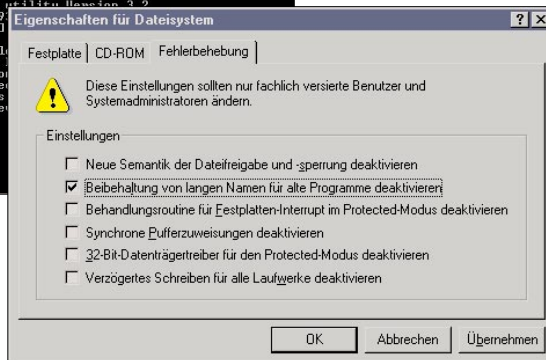 utility Version 3.2
Eigenschaften für Dateisystem
Festplatte
CD-ROM
Fehlerbehebung
Diese Einstellungen sollten nur fachlich versierte Benutzer und
Systemadministratoren ändern.
Einstellungen
Neue Semantik der Dateifreigabe und -sperrung deaktivieren
Beibehaltung von langen Namen für alte Programme deaktivieren
Behandlungsroutine für Festplatten-Interrupt im Protected-Modus deaktivieren
Synchrone Pufferzuweisungen deaktivieren
32-Bit-Datenträgertreiber für den Protected-Modus deaktivieren
Verzögertes Schreiben für alle Laufwerke deaktivieren
OK
Abbrechen
Übernehmen